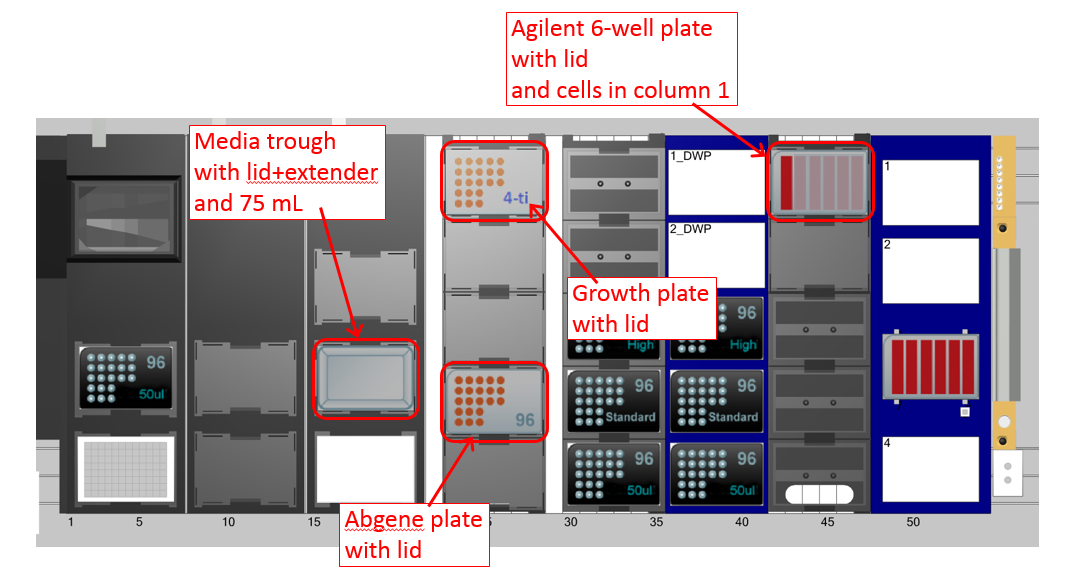 Agilent 6-well plate
with lid
and cells in column 1
Media trough
with lid+extender
and 75 mL
4-ti
1_DWP
1
2_DWP
2
Growth plate
with lid
96
High
96
High
96
50ul
96
96
Standard
96
Standard
4
96
50ul
96
50ul
Abgene plate
with lid
1
5
10
15
30
35
40
45
50